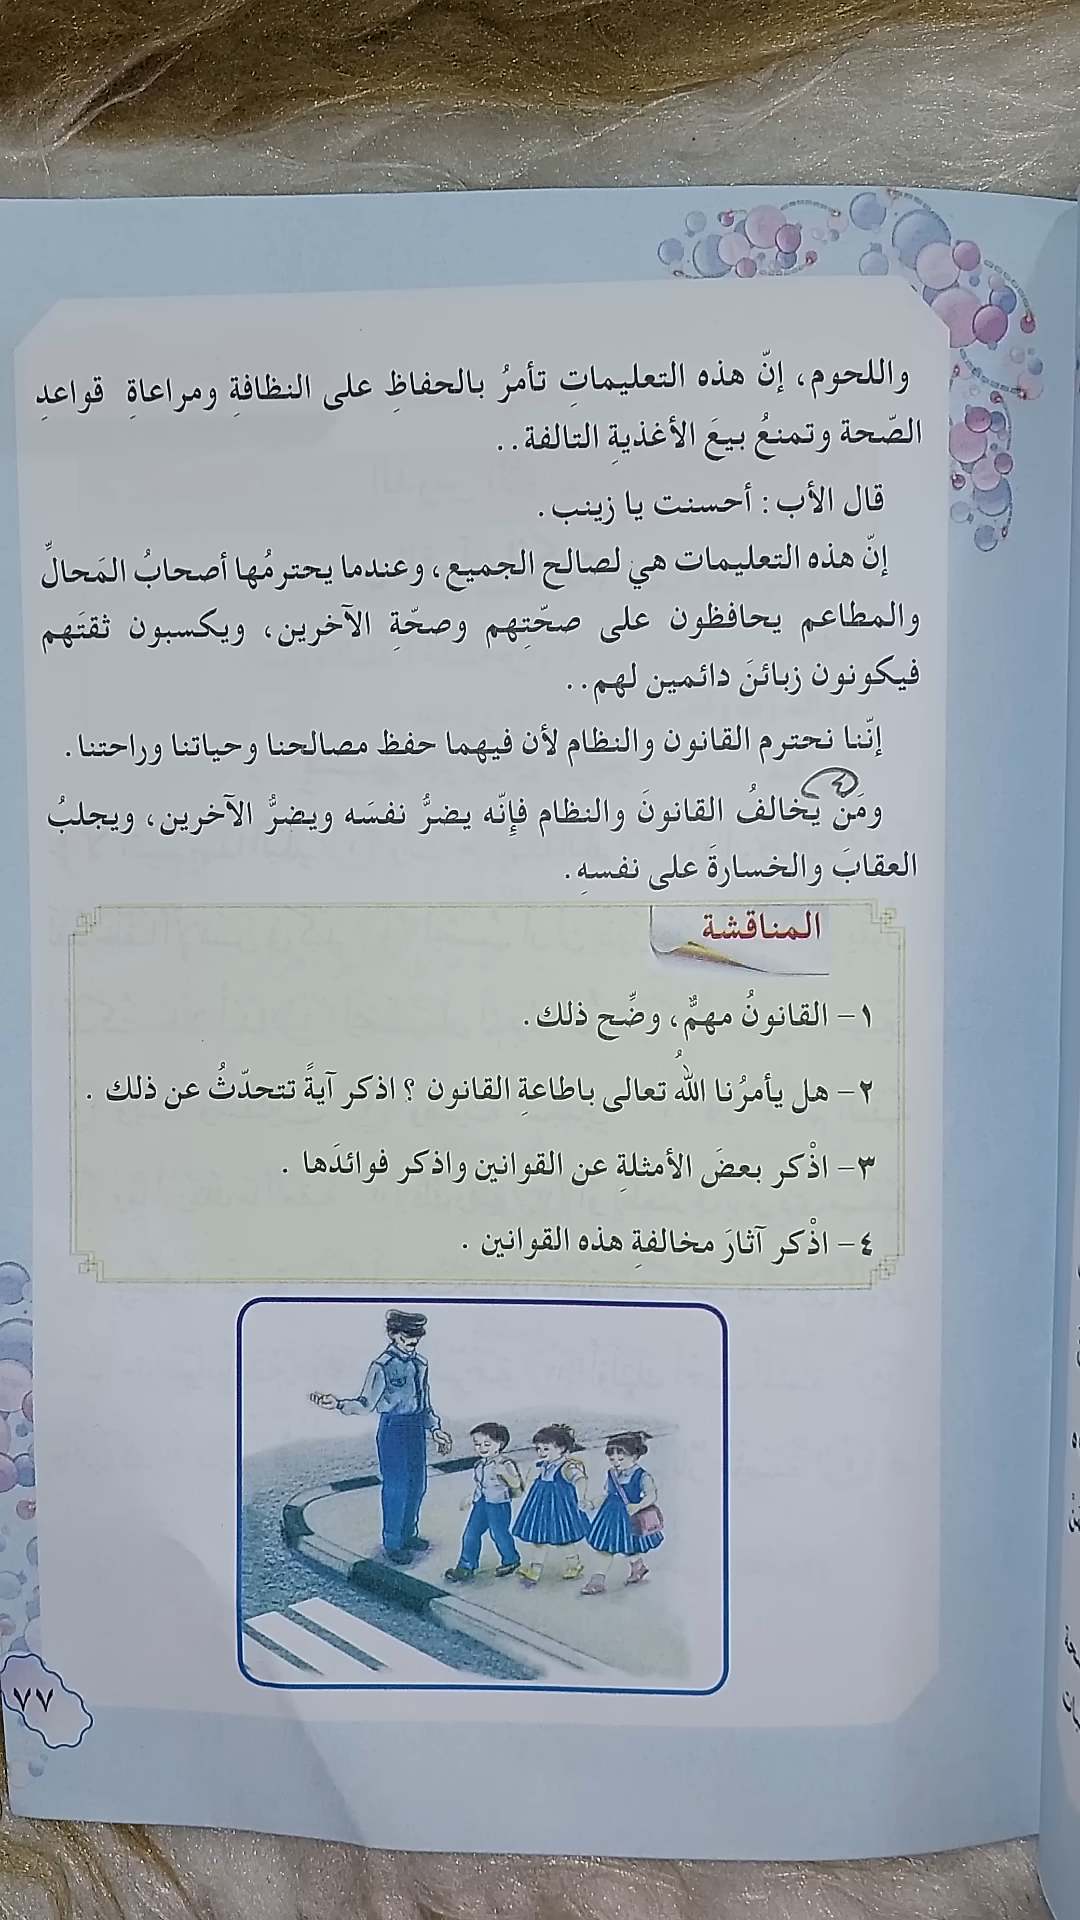 واللحوم، إنّ هذه التعليماتِ تأمرُ بالحفاظِ على النظافةِ ومراعاةِ قواعدِ
الصّحة وتمنعُ بيعَ الأغذيةِ التالفة..
قال الأب : أحسنت يا زينب .
إنّ هذه التعليمات هي لصالح الجميع، وعندما يحترمُها أصحابُ المَحالِّ
والمطاعم يحافظون على صحّتِهم وصحّةِ الآخرين، ويكسبون ثقتَهم
فيكونون زبائنَ دائمين لهم..
إنّنا نحترم القانون والنظام لأن فيهما حفظ مصالحنا وحياتنا وراحتنا .
ومَنْ يُخالفُ القانونَ والنظام فإنّه يضرُّ نفسَه ويضرُّ الآخرين، ويجلبُ
العقابَ والخسارةَ على نفسهِ .
المناقشة
١- القانونُ مهمٌّ، وضّح ذلك .
٢- هل يأمرُنا اللهُ تعالى باطاعةِ القانون ؟ اذكر آيةً تتحدّثُ عن ذلك .
٣- اذْكر بعضَ الأمثلةِ عن القوانين واذكر فوائدَها .
٤- اذْكر آثارَ مخالفةِ هذه القوانين .
٧٧